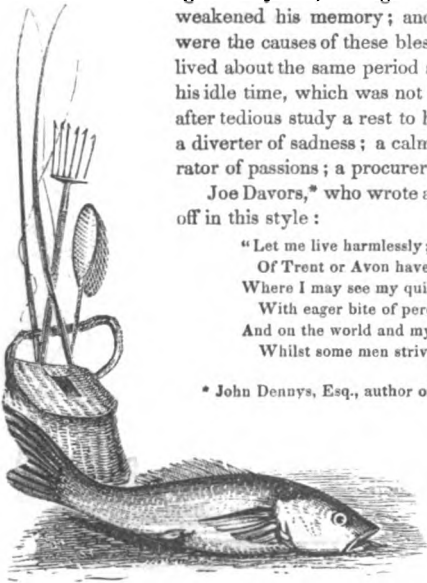 weakened his memory; and
were the causes of these bles
lived about the same period
his idle time, which was not
after tedious study a rest to h
a diverter of sadness; a calm
rator of passions; a procurer
Joe Davors,* who wrote a
off in this style:
"Let me live harmlessly;
Of Trent or Avon have
Where I may see my qui
With eager bite of per
And on the world and my
Whilst some men striv
* John Dennys, Esq., author o